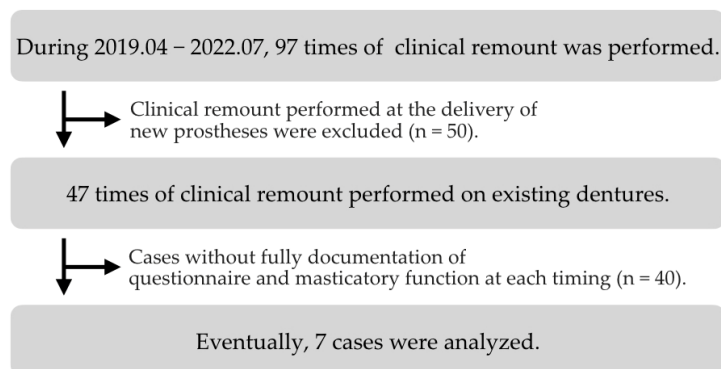 During 2019.04 − 2022.07, 97 times of clinical remount was performed.
Clinical remount performed at the delivery of
new prostheses were excluded (n = 50).
47 times of clinical remount performed on existing dentures.
Cases without fully documentation of
questionnaire and masticatory function at each timing (n = 40).
Eventually, 7 cases were analyzed.